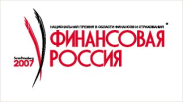 НАЦИОНАЛЬНАЯ ПРЕМИЯ В ОБЛАСТИ ФИНАНСОВ И СТРАХОВАНИЯ
ФИНАНСОВАЯ
РОССИЯ
2007